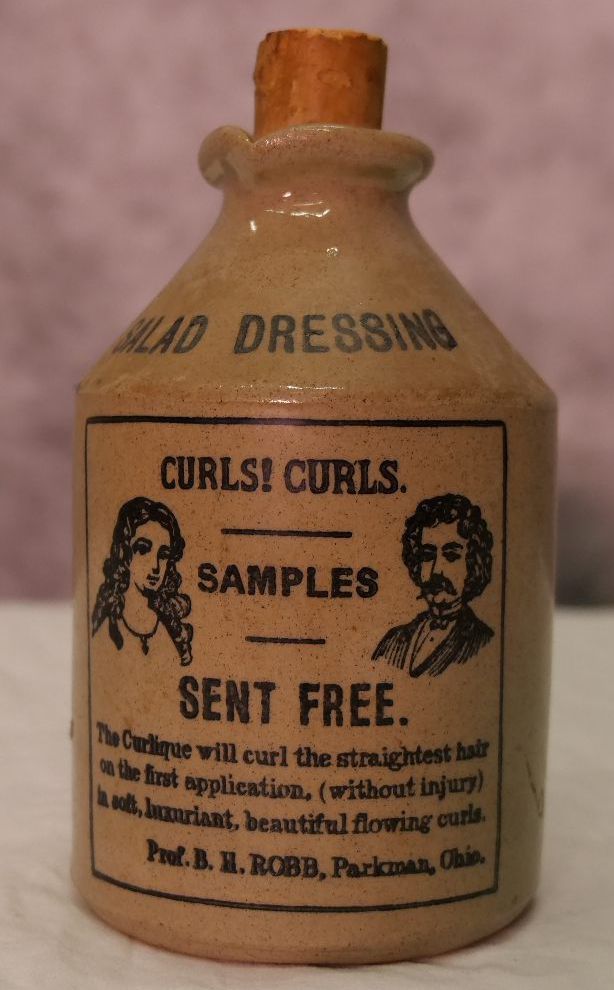 SALAD DRESSING
CURLS! CURLS.
SAMPLES
SENT FREE.
The Curlique will curl the straightest hair
on the first application, (without injury)
in soft, luxuriant, beautiful flowing curls.
Prof. B. H. ROBB, Parkman, Ohio.